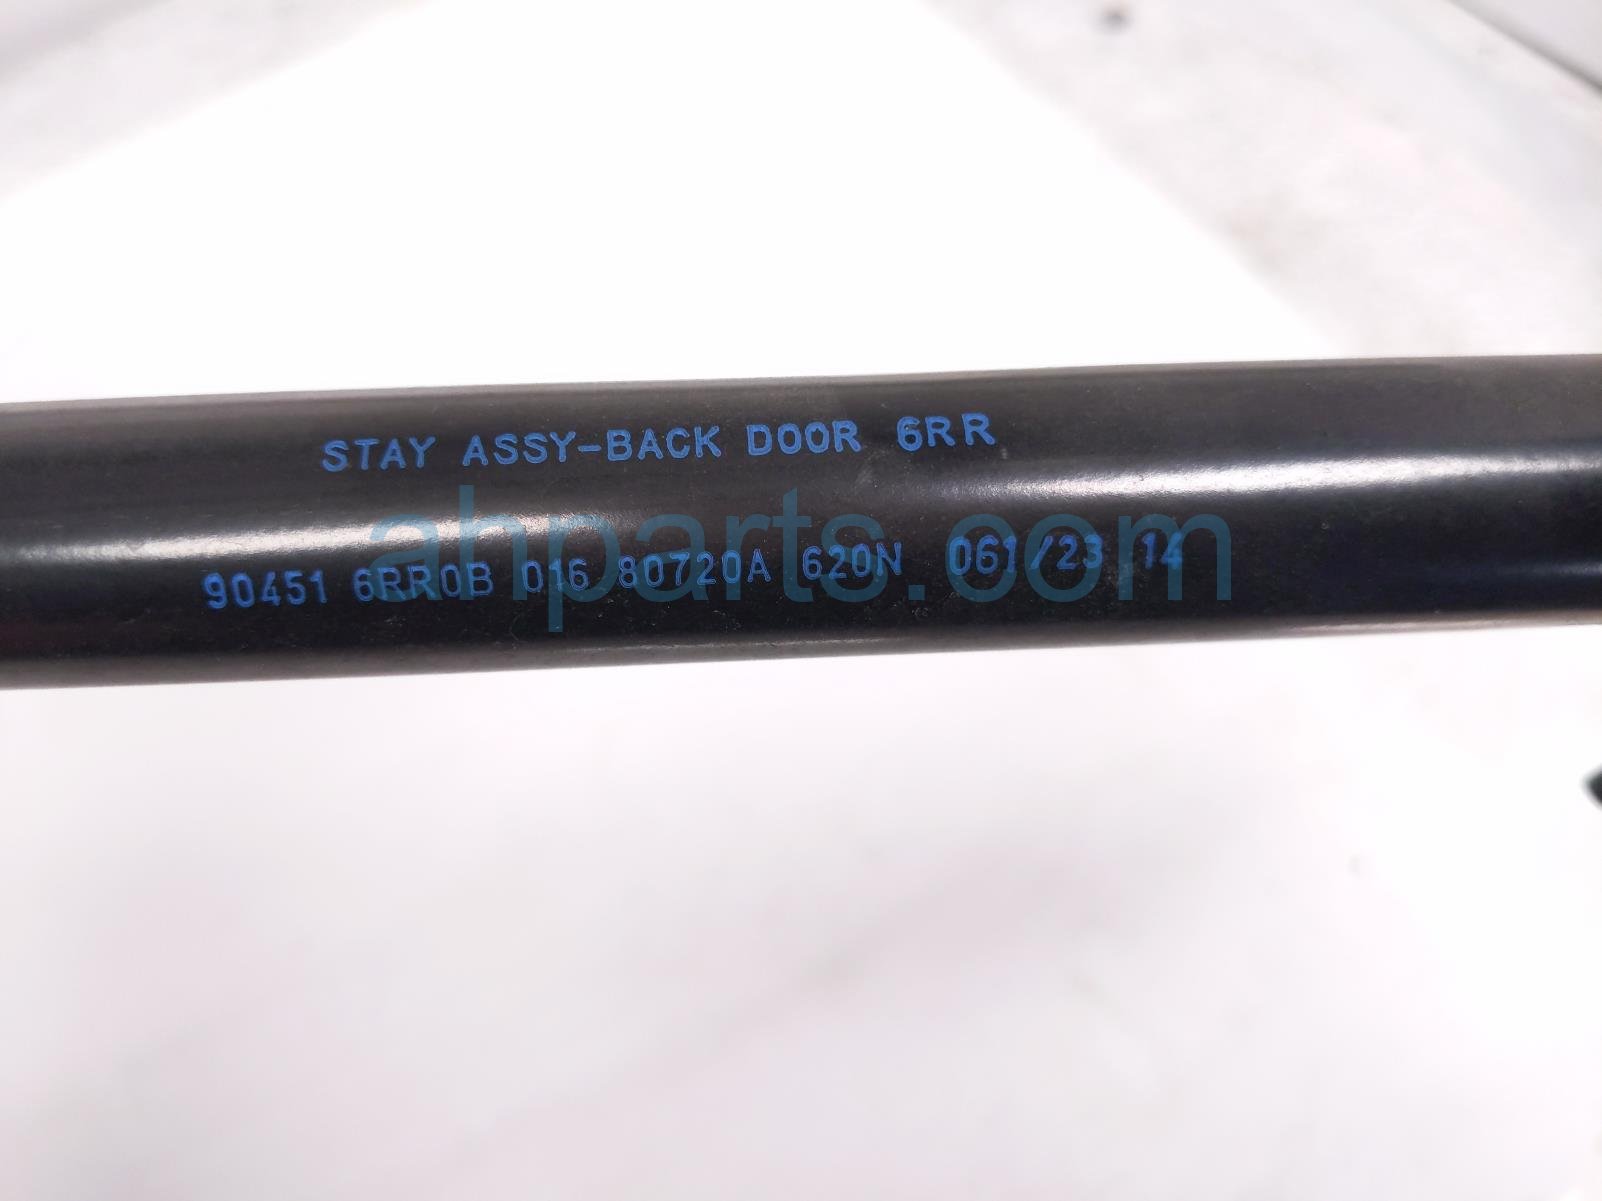 STAY ASSY-BACK DOOR 6RR
90451 6RR0B 016 80720A 620N 061/23 14
ahparts.com